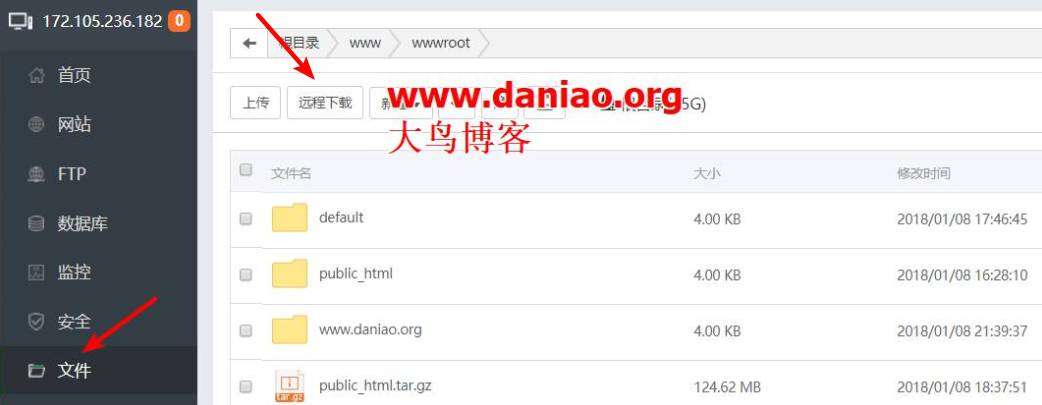 172.105.236.182 0
首页
网站
FTP
数据库
监控
安全
文件
根目录 www wwwroot
上传 远程下载
www.daniao.org
大鸟博客
文件名 大小 修改时间
default 4.00 KB 2018/01/08 17:46:45
public_html 4.00 KB 2018/01/08 16:28:10
www.daniao.org 4.00 KB 2018/01/08 21:39:37
tar.gz public_html.tar.gz 124.62 MB 2018/01/08 18:37:51